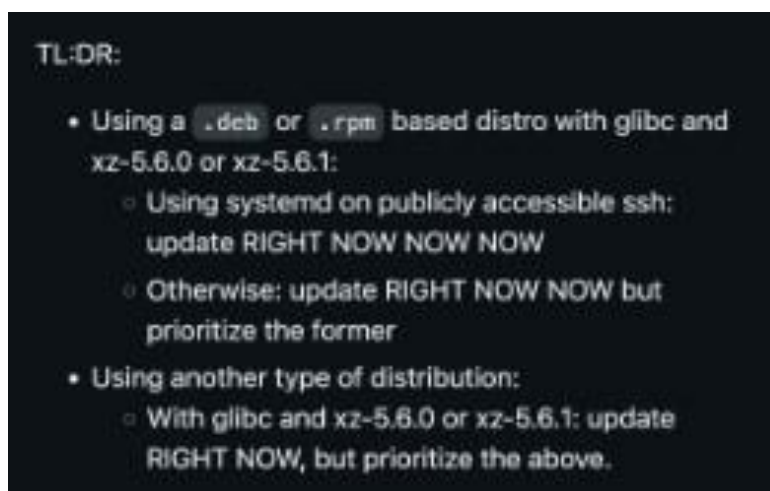 TL:DR:
• Using a .deb or .rpm based distro with glibc and
xz-5.6.0 or xz-5.6.1:
○ Using systemd on publicly accessible ssh:
update RIGHT NOW NOW NOW
○ Otherwise: update RIGHT NOW NOW but
prioritize the former
• Using another type of distribution:
○ With glibc and xz-5.6.0 or xz-5.6.1: update
RIGHT NOW, but prioritize the above.